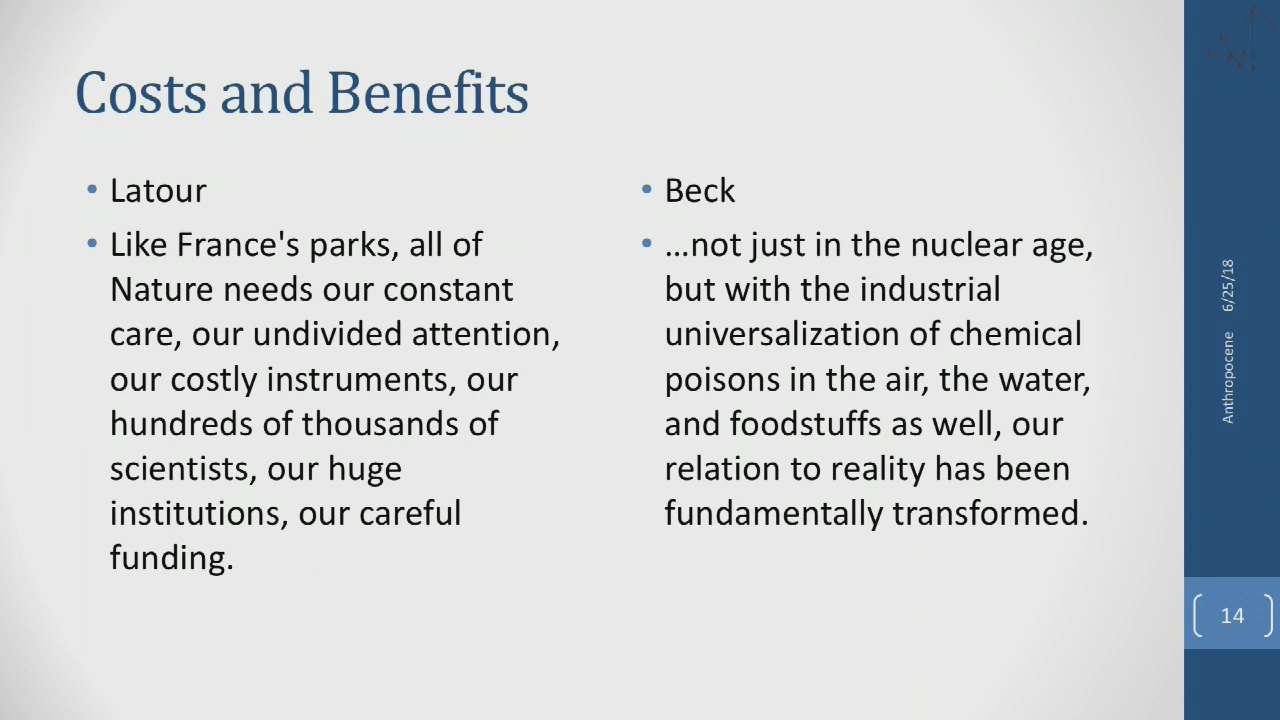 Costs and Benefits
• Latour
• Like France's parks, all of
Nature needs our constant
care, our undivided attention,
our costly instruments, our
hundreds of thousands of
scientists, our huge
institutions, our careful
funding.
• Beck
• ...not just in the nuclear age,
but with the industrial
universalization of chemical
poisons in the air, the water,
and foodstuffs as well, our
relation to reality has been
fundamentally transformed.
Anthropocene 6/25/18
14